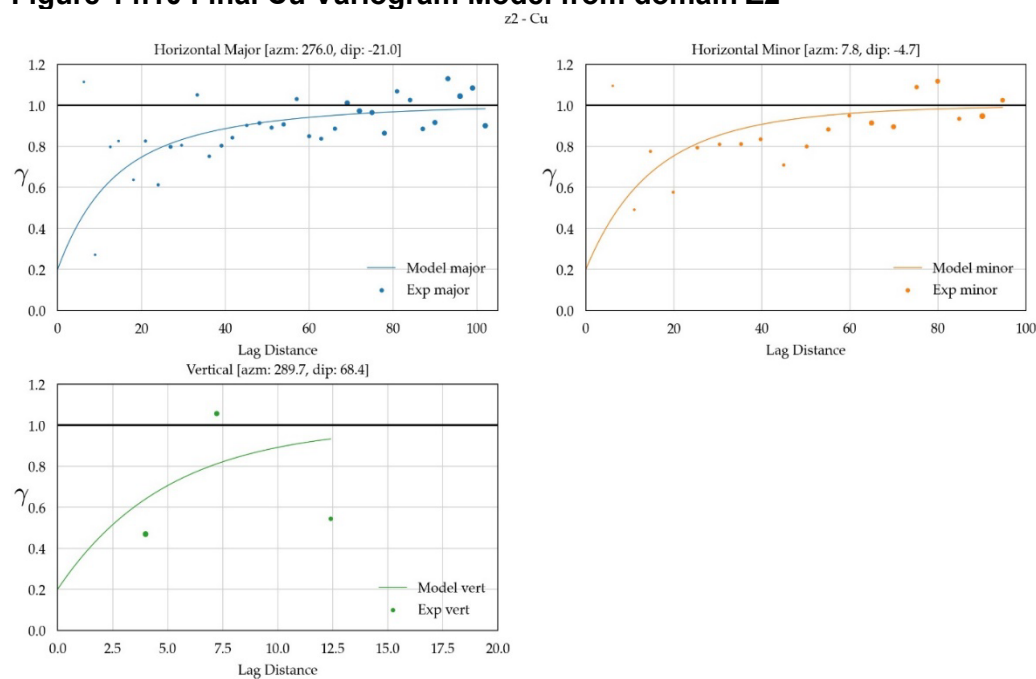 Figure 14.10 Final Cu Variogram Model from domain Z2
z2 - Cu
Horizontal Major [azm: 276.0, dip: -21.0]
1.2
1.0
0.8
γ
0.6
0.4
0.2
0.0
0 20 40 60 80 100
Lag Distance
Model major
Exp major
Horizontal Minor [azm: 7.8, dip: -4.7]
1.2
1.0
0.8
γ
0.6
0.4
0.2
0.0
0 20 40 60 80 100
Lag Distance
Model minor
Exp minor
Vertical [azm: 289.7, dip: 68.4]
1.2
1.0
0.8
γ
0.6
0.4
0.2
0.0
0.0 2.5 5.0 7.5 10.0 12.5 15.0 17.5 20.0
Lag Distance
Model vert
Exp vert